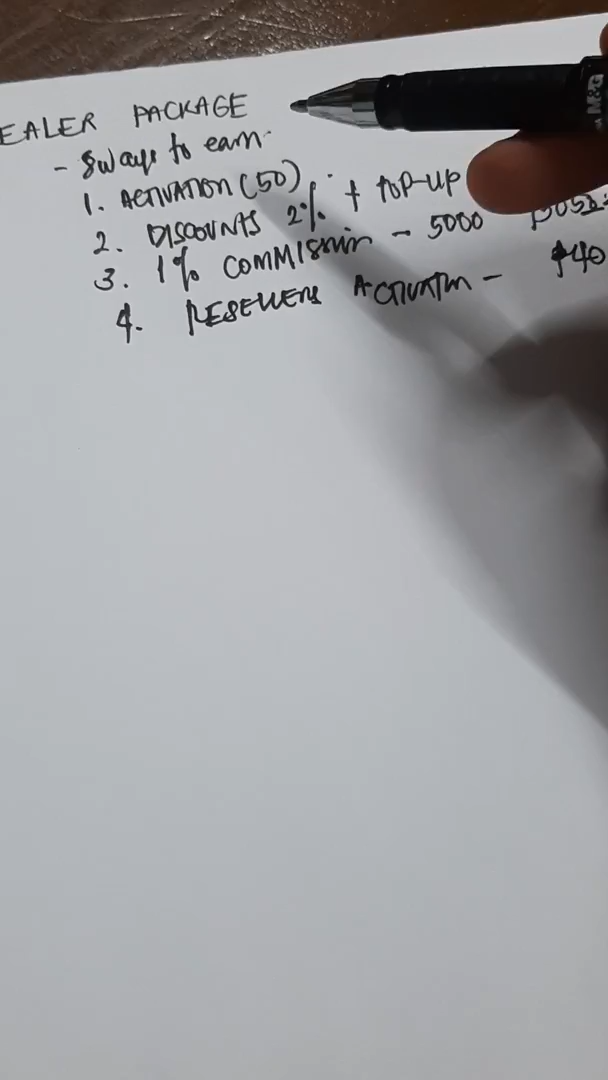 EALER PACKAGE
- 8 ways to earn
1. ACTIVATION (50)
2. DISCOUNTS 2% + TOP-UP
3. 1% COMMISSION - 5000
4. RESELLERS ACTIVATION - ₱40
M&G